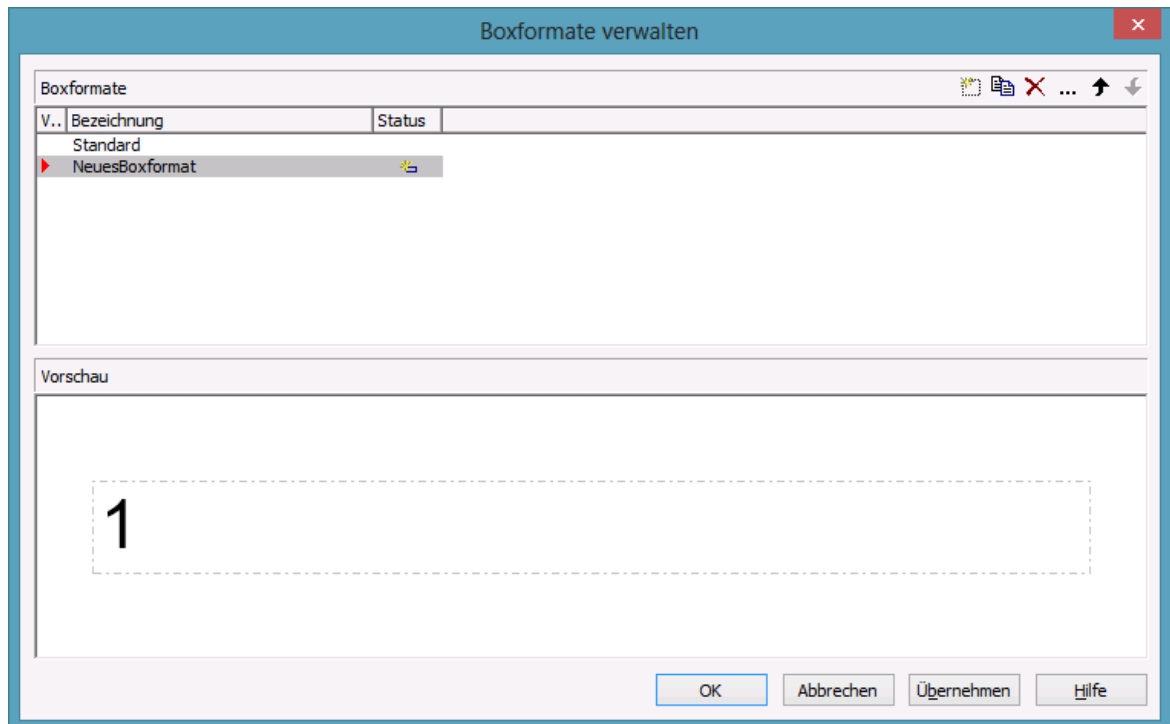 Boxformate verwalten
Boxformate
V.. Bezeichnung Status
Standard
NeuesBoxformat
Vorschau
1
OK Abbrechen Übernehmen Hilfe